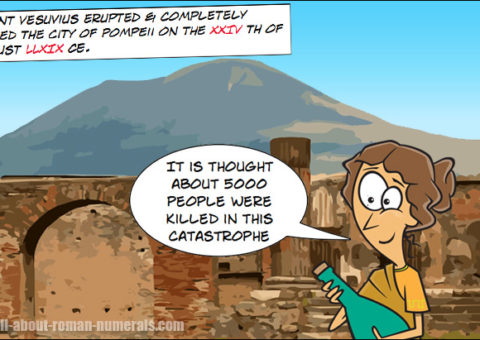 NT VESUVIUS ERUPTED & COMPLETELY
ED THE CITY OF POMPEII ON THE XXIV TH OF
UST LLXIX CE.
IT IS THOUGHT
ABOUT 5000
PEOPLE WERE
KILLED IN THIS
CATASTROPHE
ll-about-roman-numerals.com